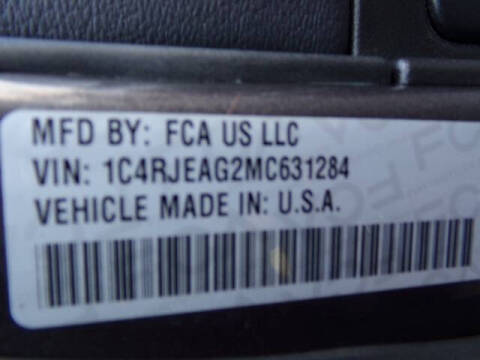 MFD BY: FCA US LLC
VIN: 1C4RJEAG2MC631284
VEHICLE MADE IN: U.S.A.